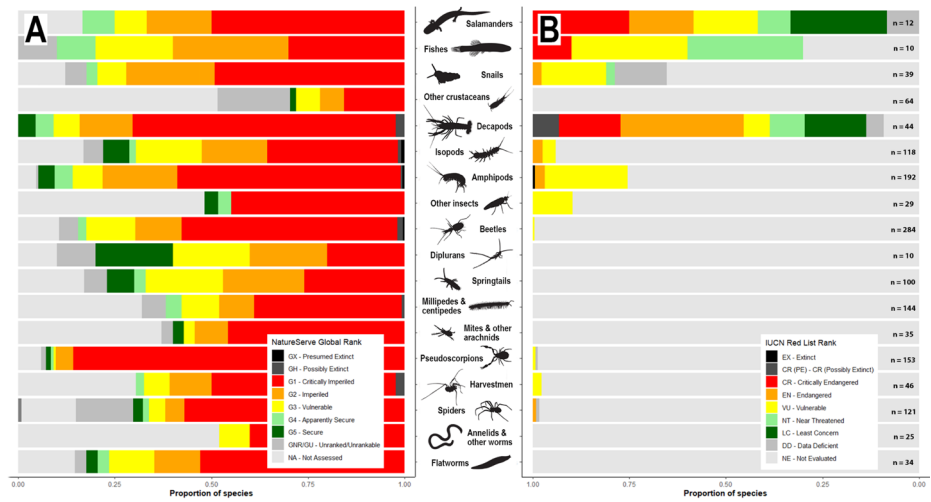 A
B
Salamanders
n = 12
Fishes
n = 10
Snails
n = 39
Other crustaceans
n = 64
Decapods
n = 44
Isopods
n = 118
Amphipods
n = 192
Other insects
n = 29
Beetles
n = 284
Diplurans
n = 10
Springtails
n = 100
Millipedes &
centipedes
n = 144
Mites & other
arachnids
n = 35
Pseudoscorpions
n = 153
Harvestmen
n = 46
Spiders
n = 121
Annelids &
other worms
n = 25
Flatworms
n = 34
NatureServe Global Rank
GX - Presumed Extinct
GH - Possibly Extinct
G1 - Critically Imperiled
G2 - Imperiled
G3 - Vulnerable
G4 - Apparently Secure
G5 - Secure
GNR/GU - Unranked/Unrankable
NA - Not Assessed
IUCN Red List Rank
EX - Extinct
CR (PE) - CR (Possibly Extinct)
CR - Critically Endangered
EN - Endangered
VU - Vulnerable
NT - Near Threatened
LC - Least Concern
DD - Data Deficient
NE - Not Evaluated
0.00 0.25 0.50 0.75 1.00
Proportion of species
1.00 0.75 0.50 0.25 0.00
Proportion of species